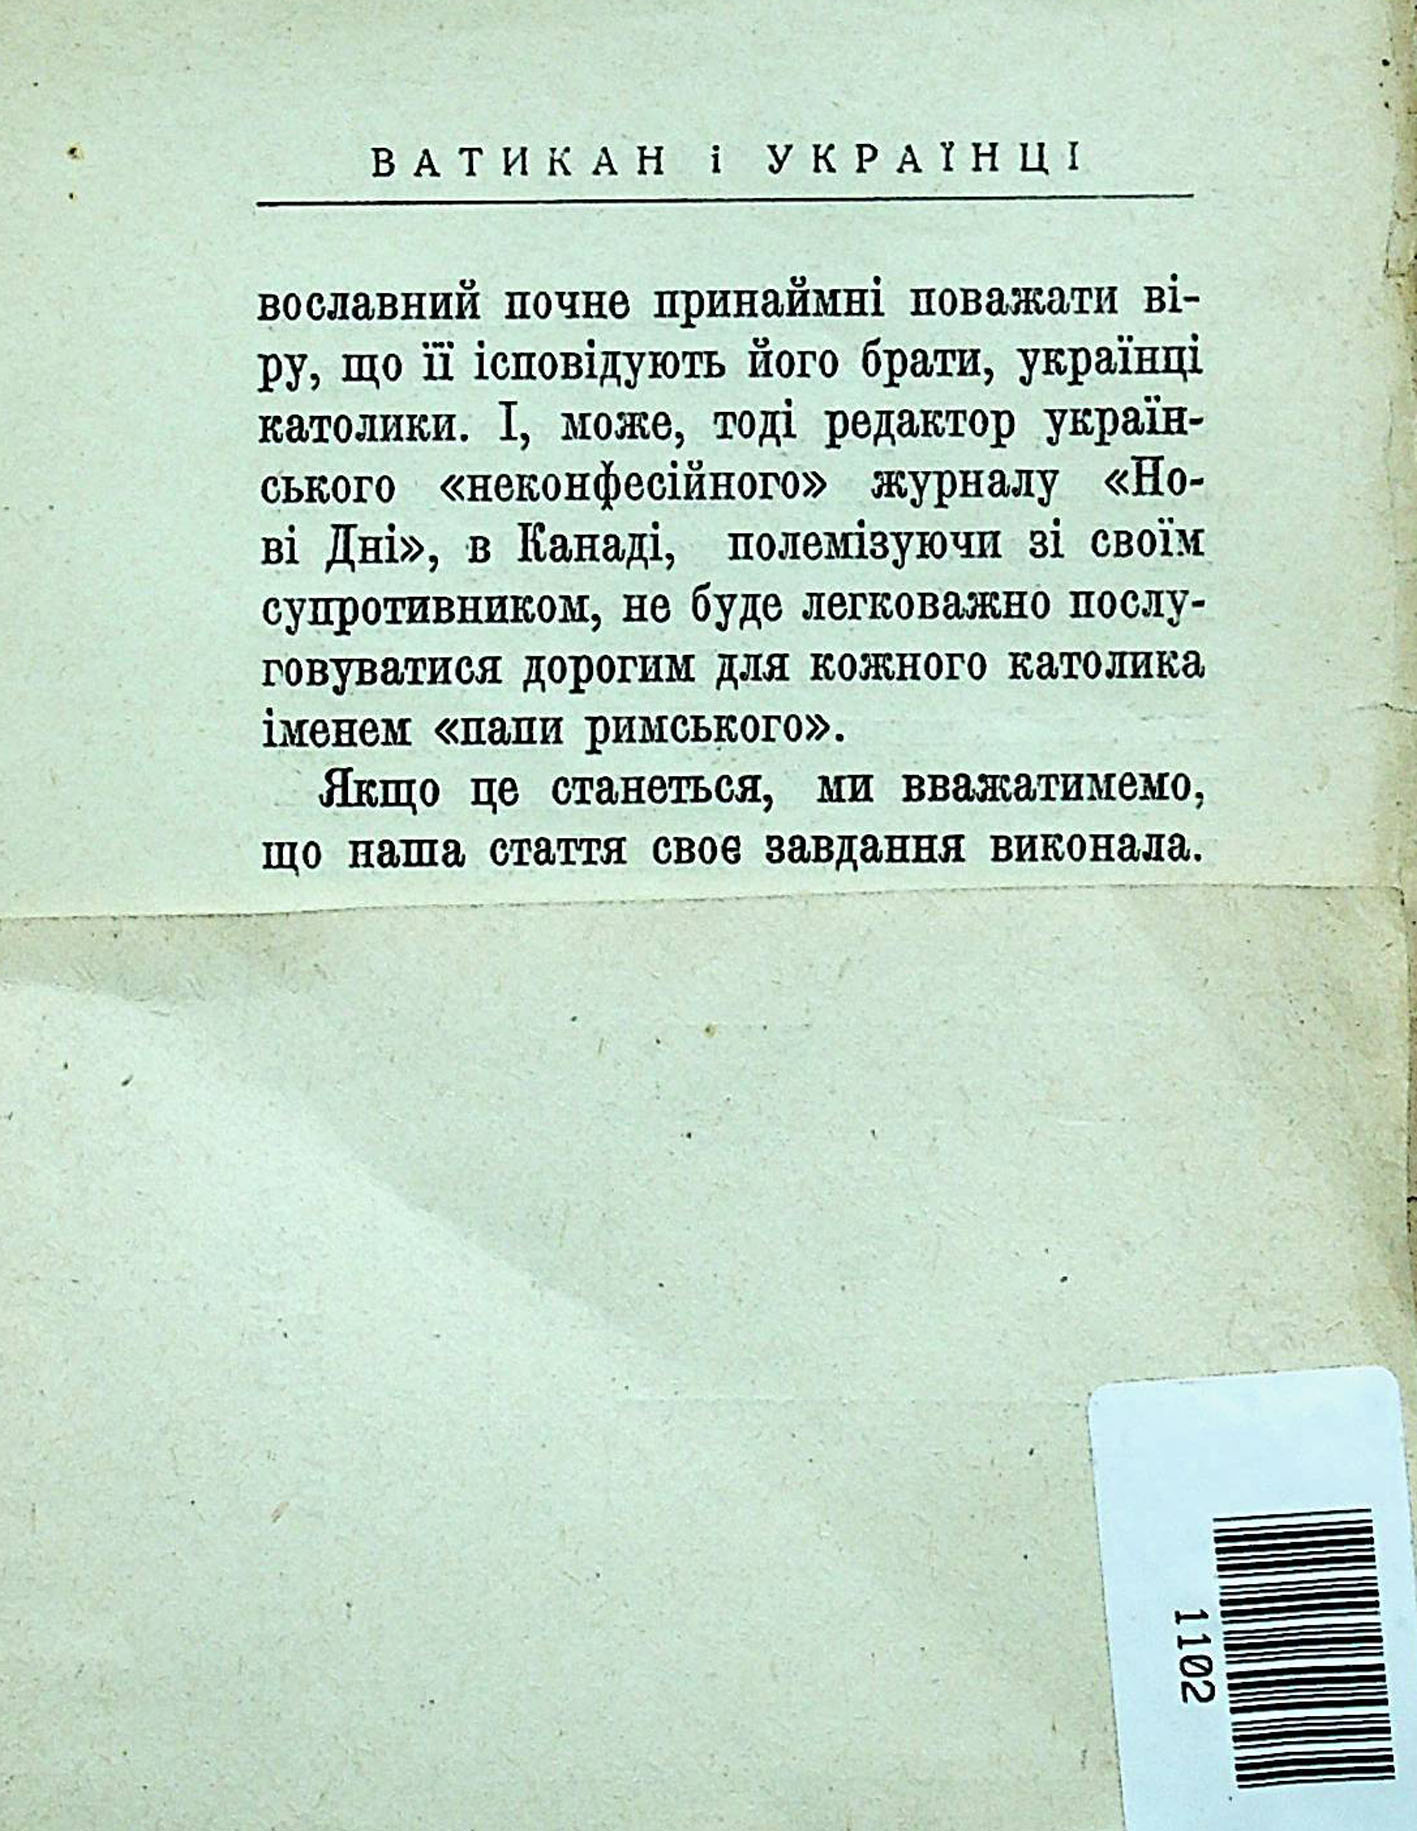 ВАТИКАН і УКРАЇНЦІ
вославний почне принаймні поважати ві-
ру, що її ісповідують його брати, українці
католики. І, може, тоді редактор україн-
ського «неконфесійного» журналу «Но-
ві Дні», в Канаді, полемізуючи зі своїм
супротивником, не буде легковажно послу-
говуватися дорогим для кожного католика
іменем «папи римського».
Якщо це станеться, ми вважатимемо,
що наша стаття своє завдання виконала.
1102